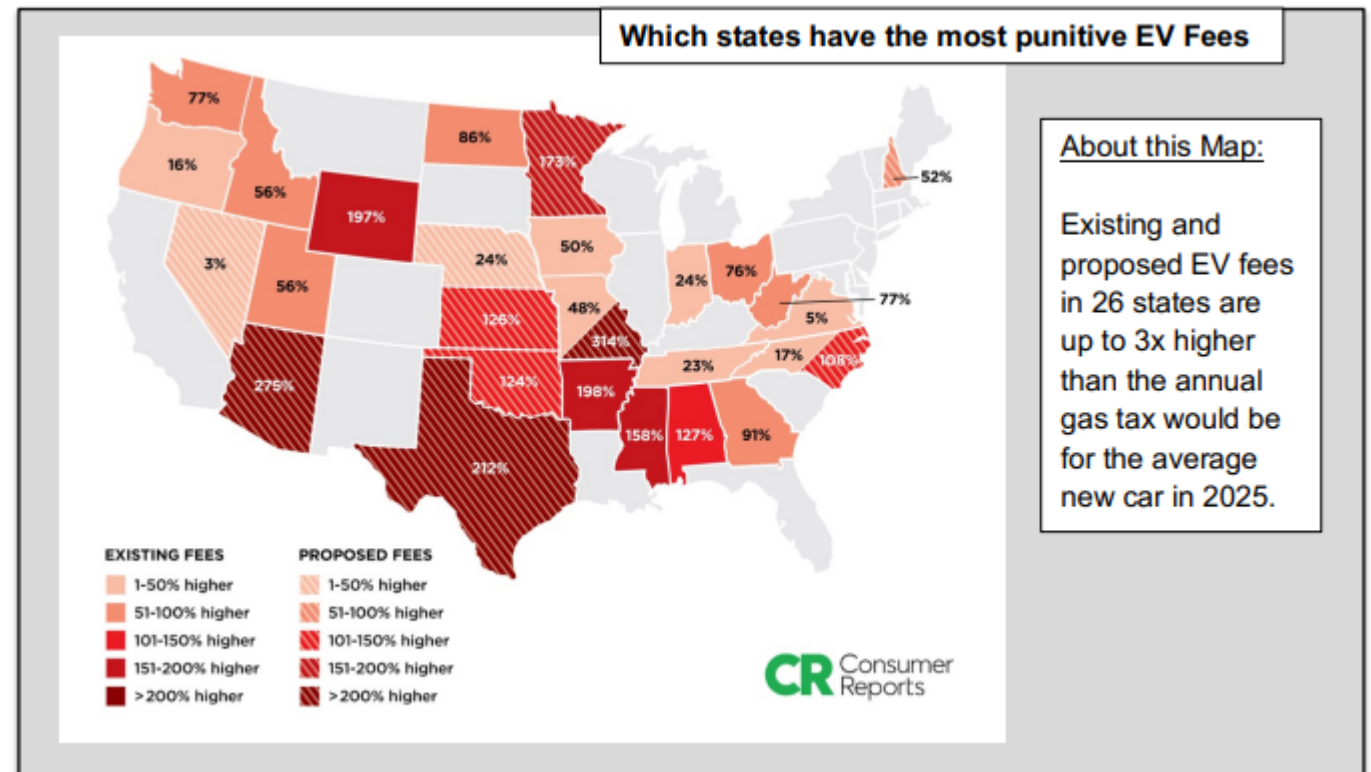 Which states have the most punitive EV Fees
77%
86%
173%
16%
52%
56%
197%
50%
3%
24%
24%
76%
56%
77%
48%
126%
5%
314%
17%
108%
23%
275%
124%
198%
158%
127%
91%
212%
EXISTING FEES
1-50% higher
51-100% higher
101-150% higher
151-200% higher
>200% higher
PROPOSED FEES
1-50% higher
51-100% higher
101-150% higher
151-200% higher
>200% higher
CR Consumer
Reports
About this Map:
Existing and
proposed EV fees
in 26 states are
up to 3x higher
than the annual
gas tax would be
for the average
new car in 2025.